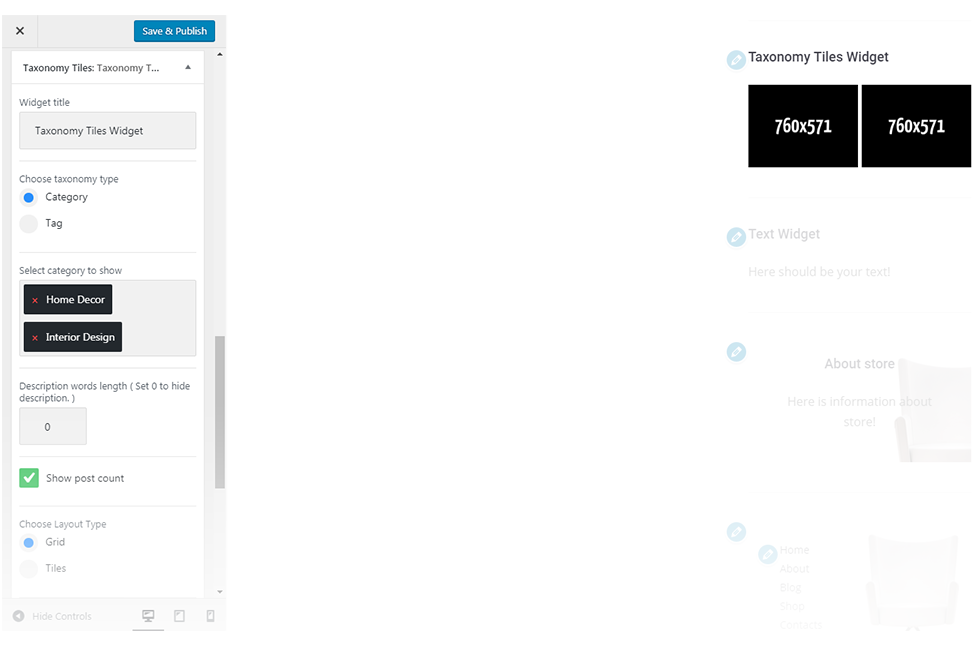 Save & Publish
Taxonomy Tiles: Taxonomy T...
Widget title
Taxonomy Tiles Widget
Choose taxonomy type
Category
Tag
Select category to show
× Home Decor
× Interior Design
Description words length ( Set 0 to hide
description. )
0
Show post count
Choose Layout Type
Grid
Tiles
Hide Controls
Taxonomy Tiles Widget
760x571 760x571
Text Widget
Here should be your text!
About store
Here is information about
store!
Home
About
Blog
Shop
Contacts